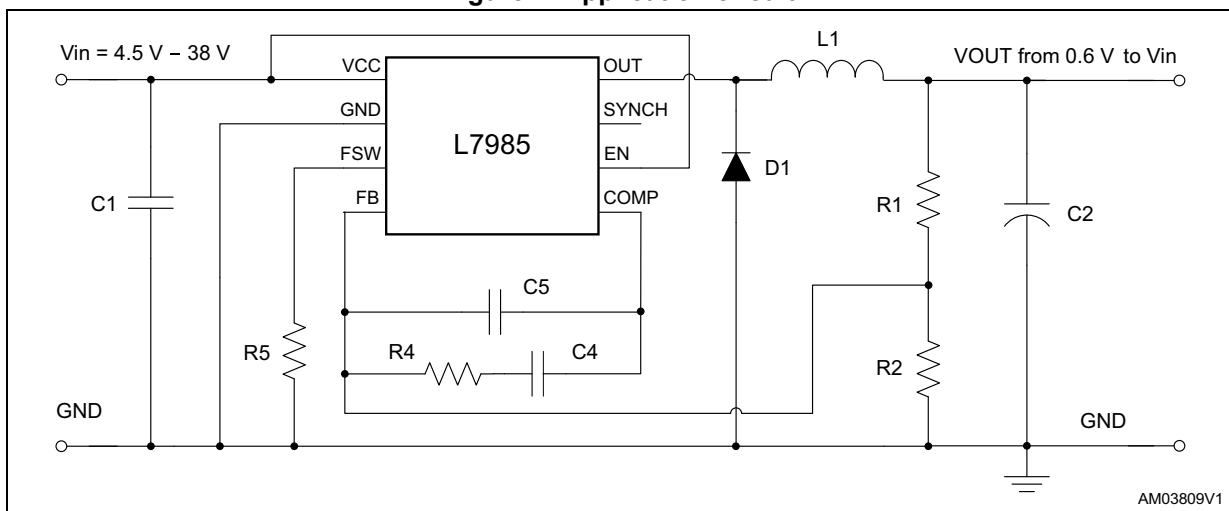 Vin = 4.5 V – 38 V
L1
VOUT from 0.6 V to Vin
VCC
OUT
GND
SYNCH
L7985
FSW
EN
D1
FB
COMP
C1
R1
C2
C5
R5
R4
C4
R2
GND
GND
AM03809V1